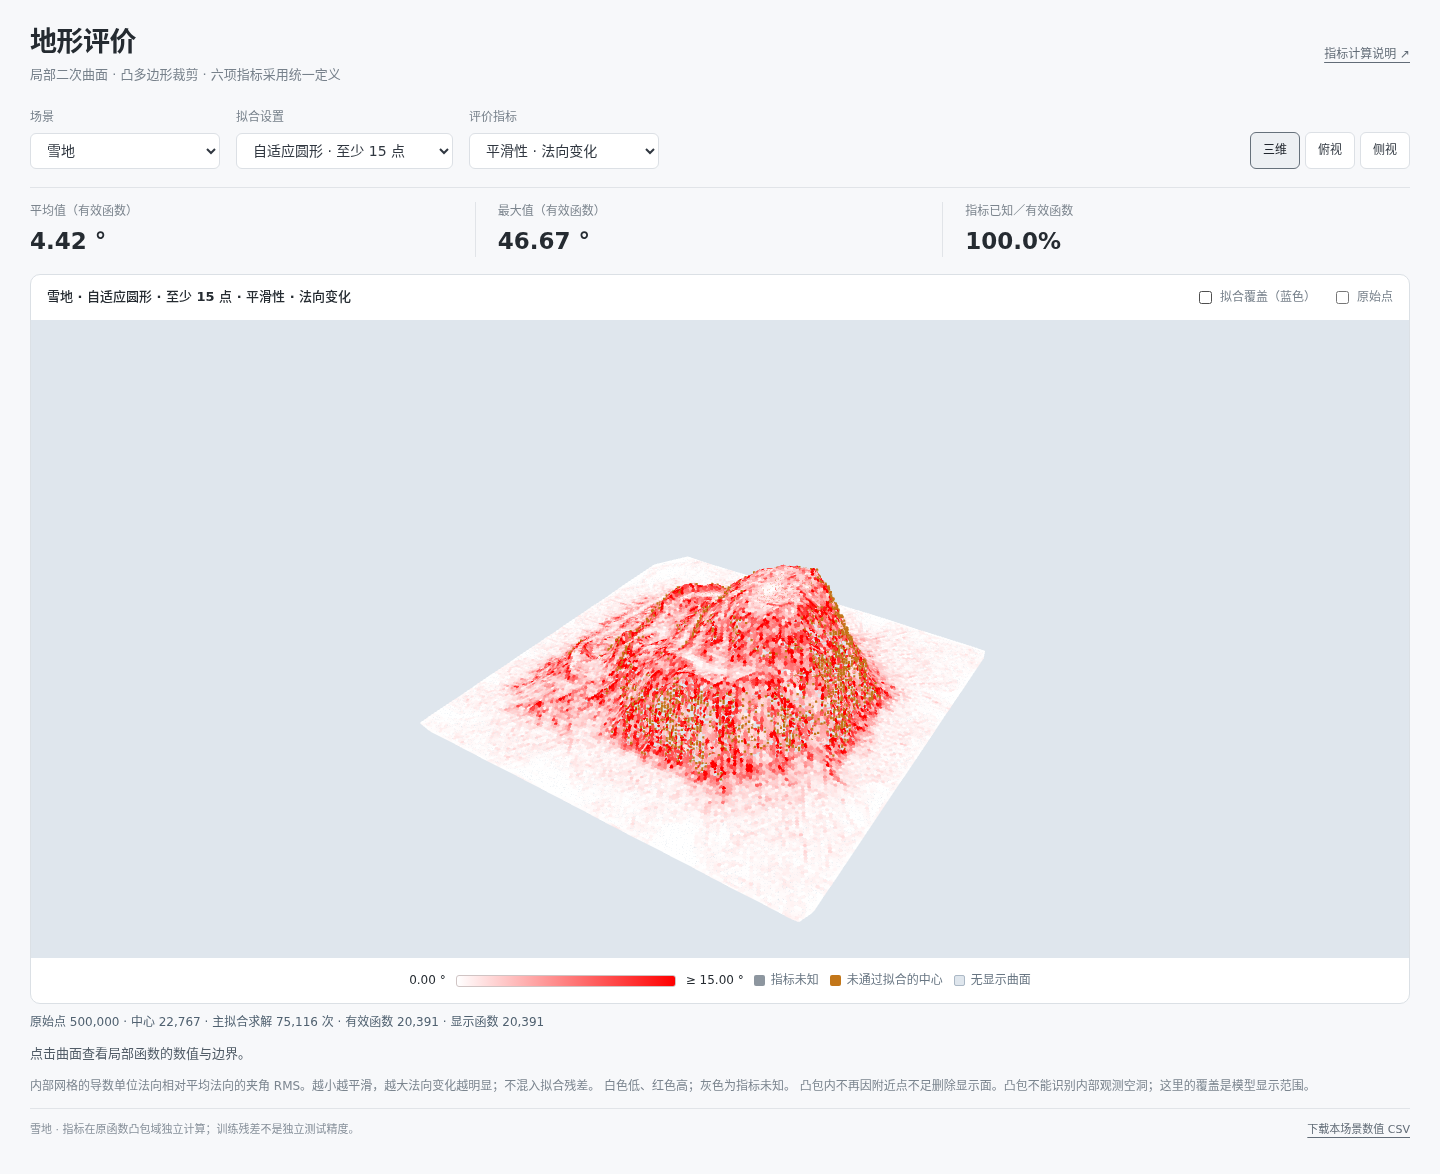 地形评价
局部二次曲面 · 凸多边形裁剪 · 六项指标采用统一定义
指标计算说明 ↗
场景
拟合设置
评价指标
雪地
自适应圆形 · 至少 15 点
平滑性 · 法向变化
三维
俯视
侧视
平均值（有效函数）
4.42 °
最大值（有效函数）
46.67 °
指标已知／有效函数
100.0%
雪地 · 自适应圆形 · 至少 15 点 · 平滑性 · 法向变化
拟合覆盖（蓝色）
原始点
0.00 °
≥ 15.00 °
指标未知
未通过拟合的中心
无显示曲面
原始点 500,000 · 中心 22,767 · 主拟合求解 75,116 次 · 有效函数 20,391 · 显示函数 20,391
点击曲面查看局部函数的数值与边界。
内部网格的导数单位法向相对平均法向的夹角 RMS。越小越平滑，越大法向变化越明显；不混入拟合残差。 白色低、红色高；灰色为指标未知。 凸包内不再因附近点不足删除显示面。凸包不能识别内部观测空洞；这里的覆盖是模型显示范围。
雪地 · 指标在原函数凸包域独立计算；训练残差不是独立测试精度。
下载本场景数值 CSV